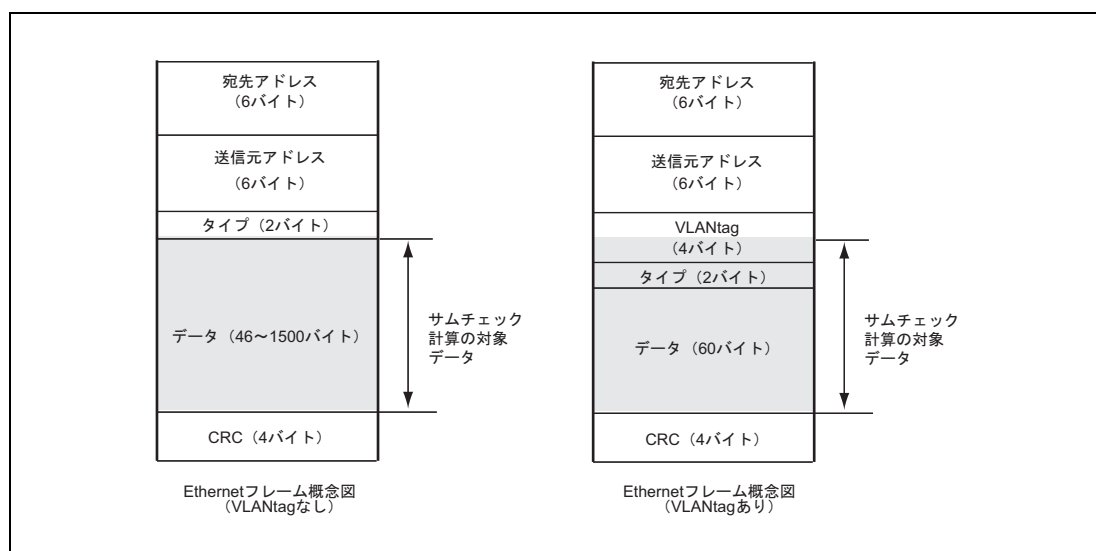 宛先アドレス
(6バイト)
送信元アドレス
(6バイト)
タイプ（2バイト）
データ（46〜1500バイト）
CRC（4バイト）
サムチェック
計算の対象
データ
Ethernetフレーム概念図
（VLANtagなし）
宛先アドレス
(6バイト)
送信元アドレス
(6バイト)
VLANtag
(4バイト)
タイプ（2バイト）
データ（60バイト）
CRC（4バイト）
サムチェック
計算の対象
データ
Ethernetフレーム概念図
（VLANtagあり）